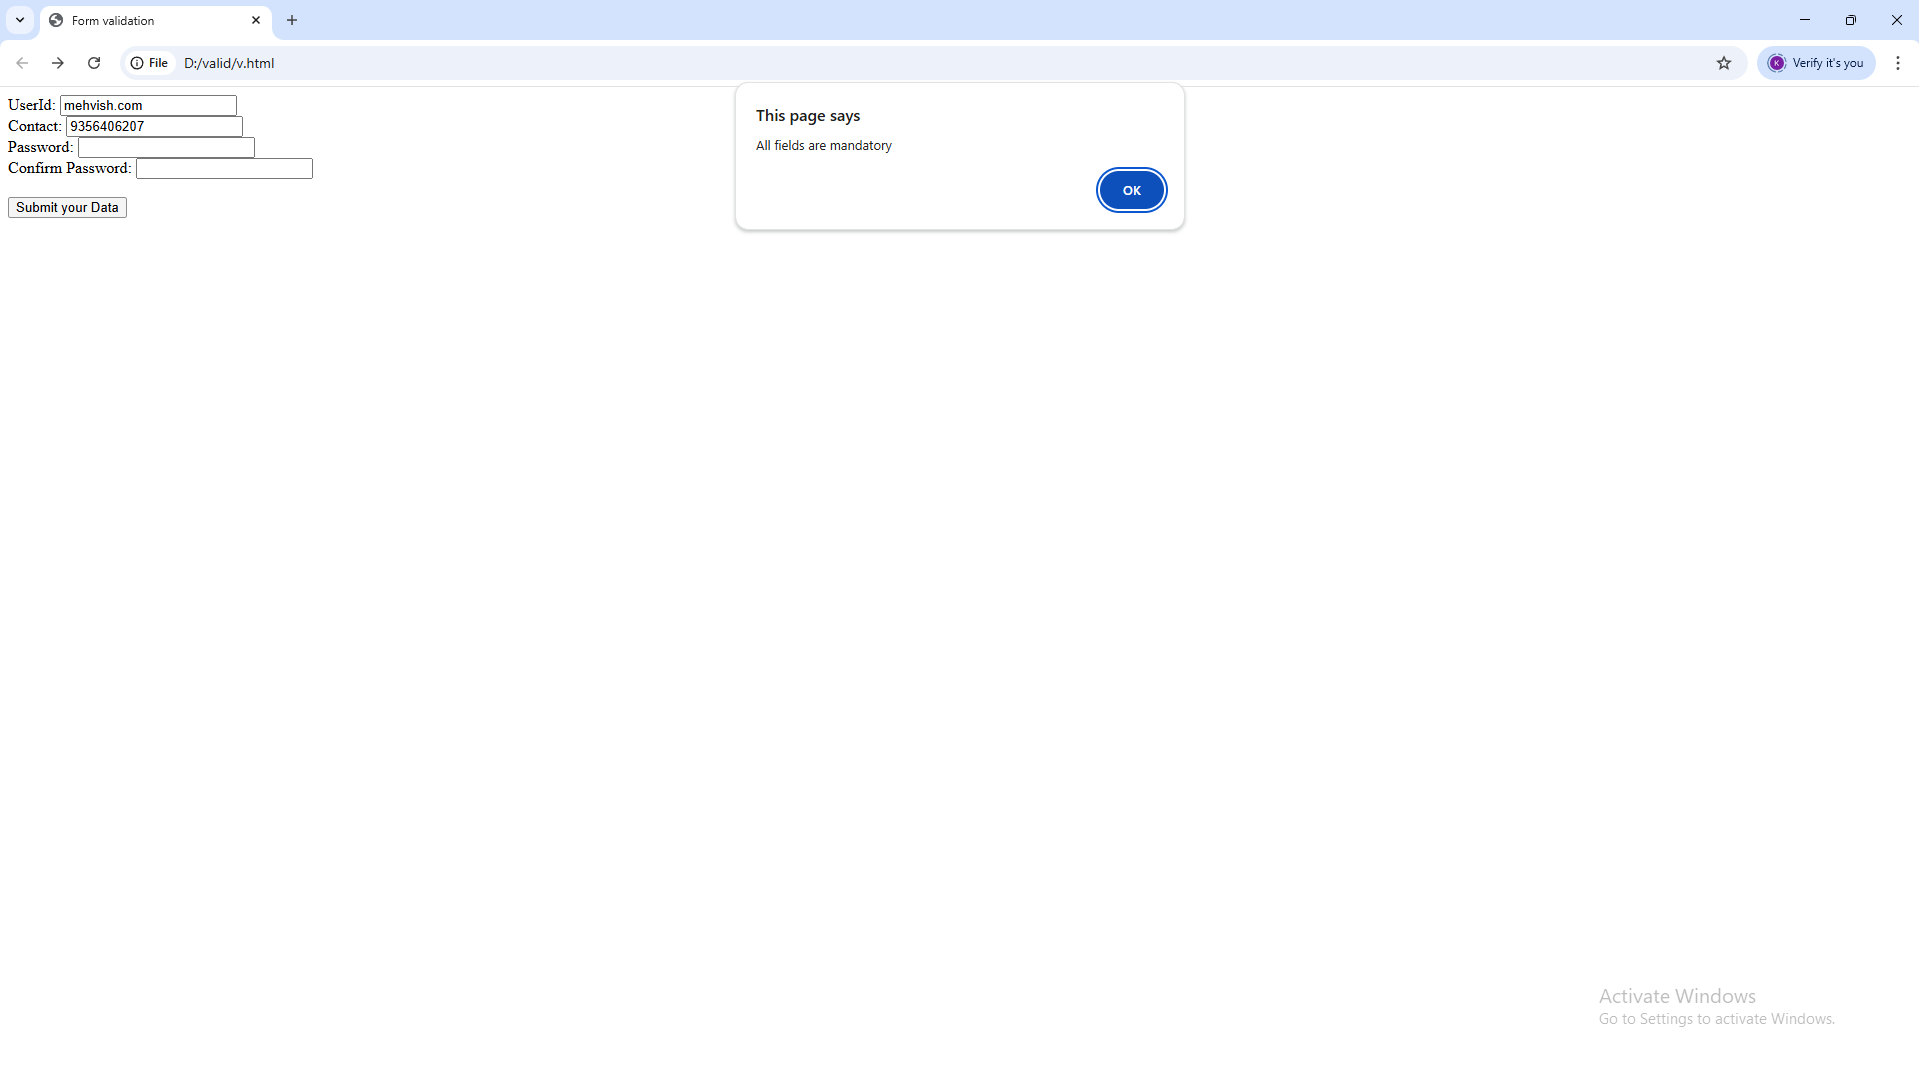 Form validation
File D:/valid/v.html
K Verify it's you
UserId: mehvish.com
Contact: 9356406207
Password:
Confirm Password:
Submit your Data
This page says
All fields are mandatory
OK
Activate Windows
Go to Settings to activate Windows.